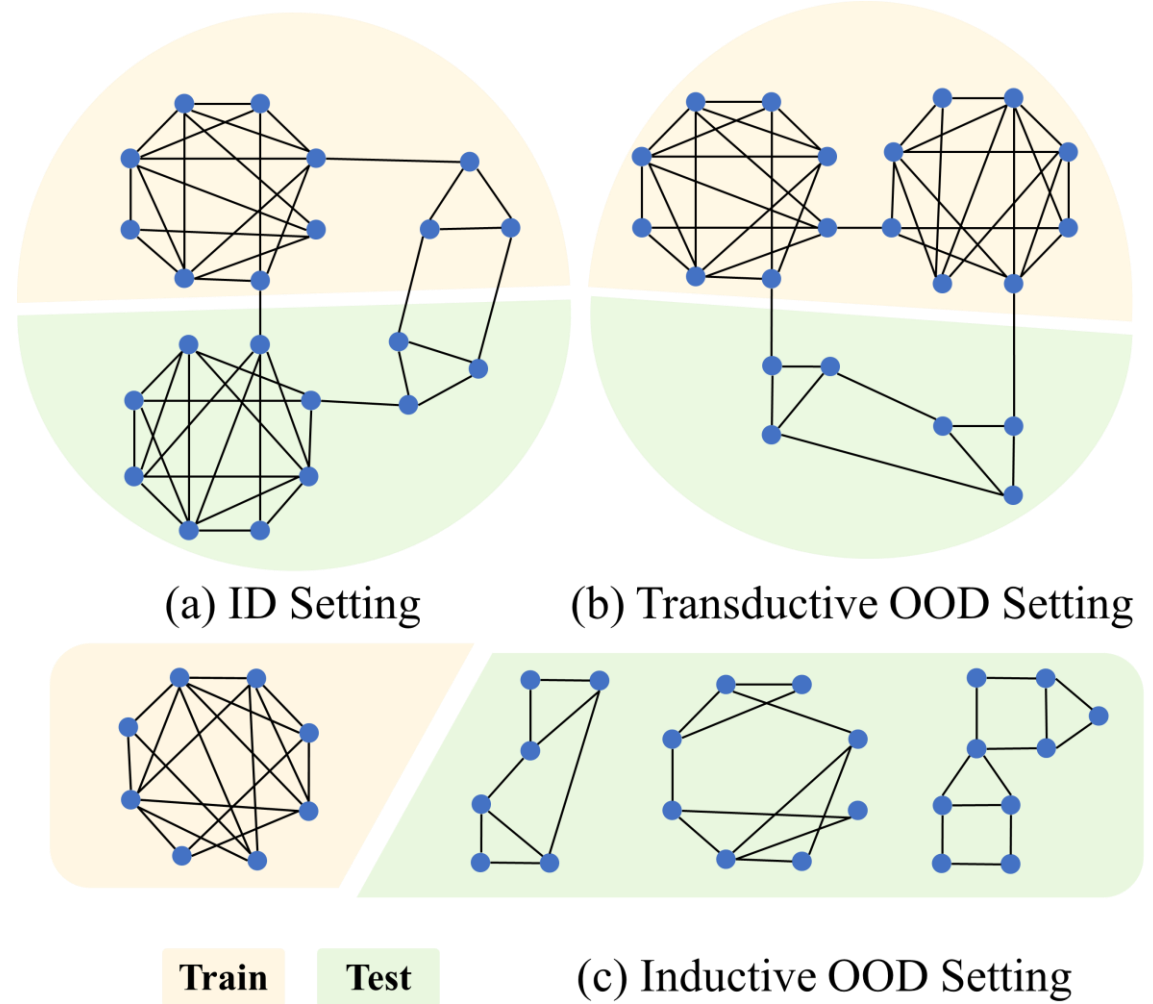 (a) ID Setting
(b) Transductive OOD Setting
Train
Test
(c) Inductive OOD Setting